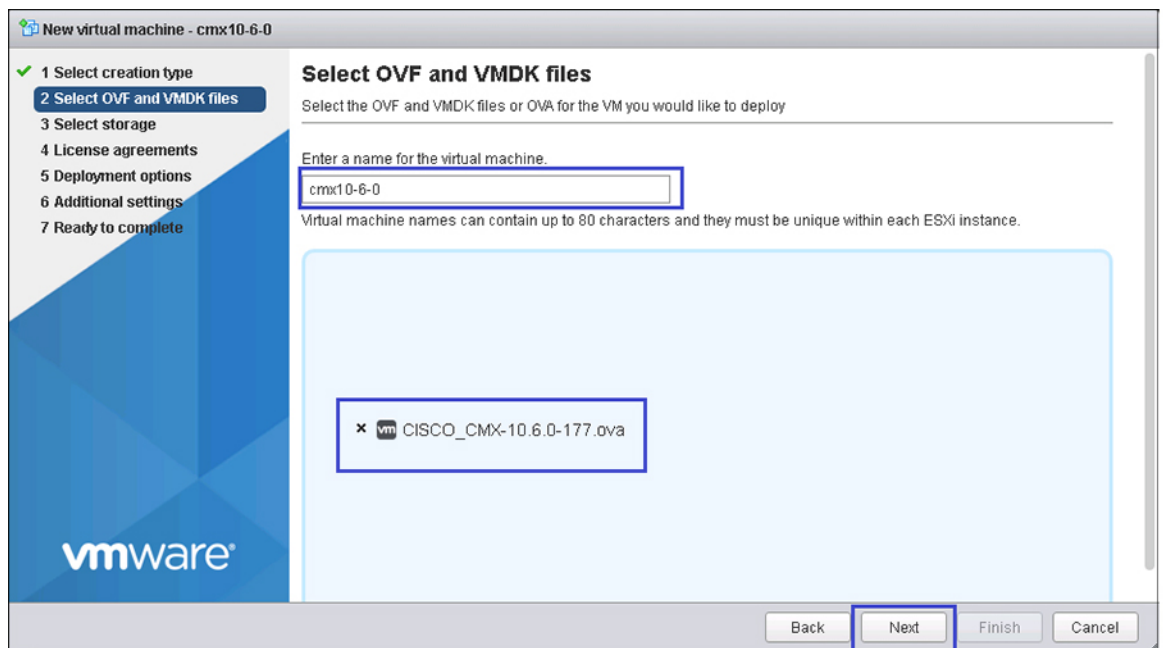 New virtual machine - cmx10-6-0
1 Select creation type
2 Select OVF and VMDK files
3 Select storage
4 License agreements
5 Deployment options
6 Additional settings
7 Ready to complete
vmware®
Select OVF and VMDK files
Select the OVF and VMDK files or OVA for the VM you would like to deploy
Enter a name for the virtual machine.
cmx10-6-0
Virtual machine names can contain up to 80 characters and they must be unique within each ESXi instance.
vm CISCO_CMX-10.6.0-177.ova
Back Next Finish Cancel